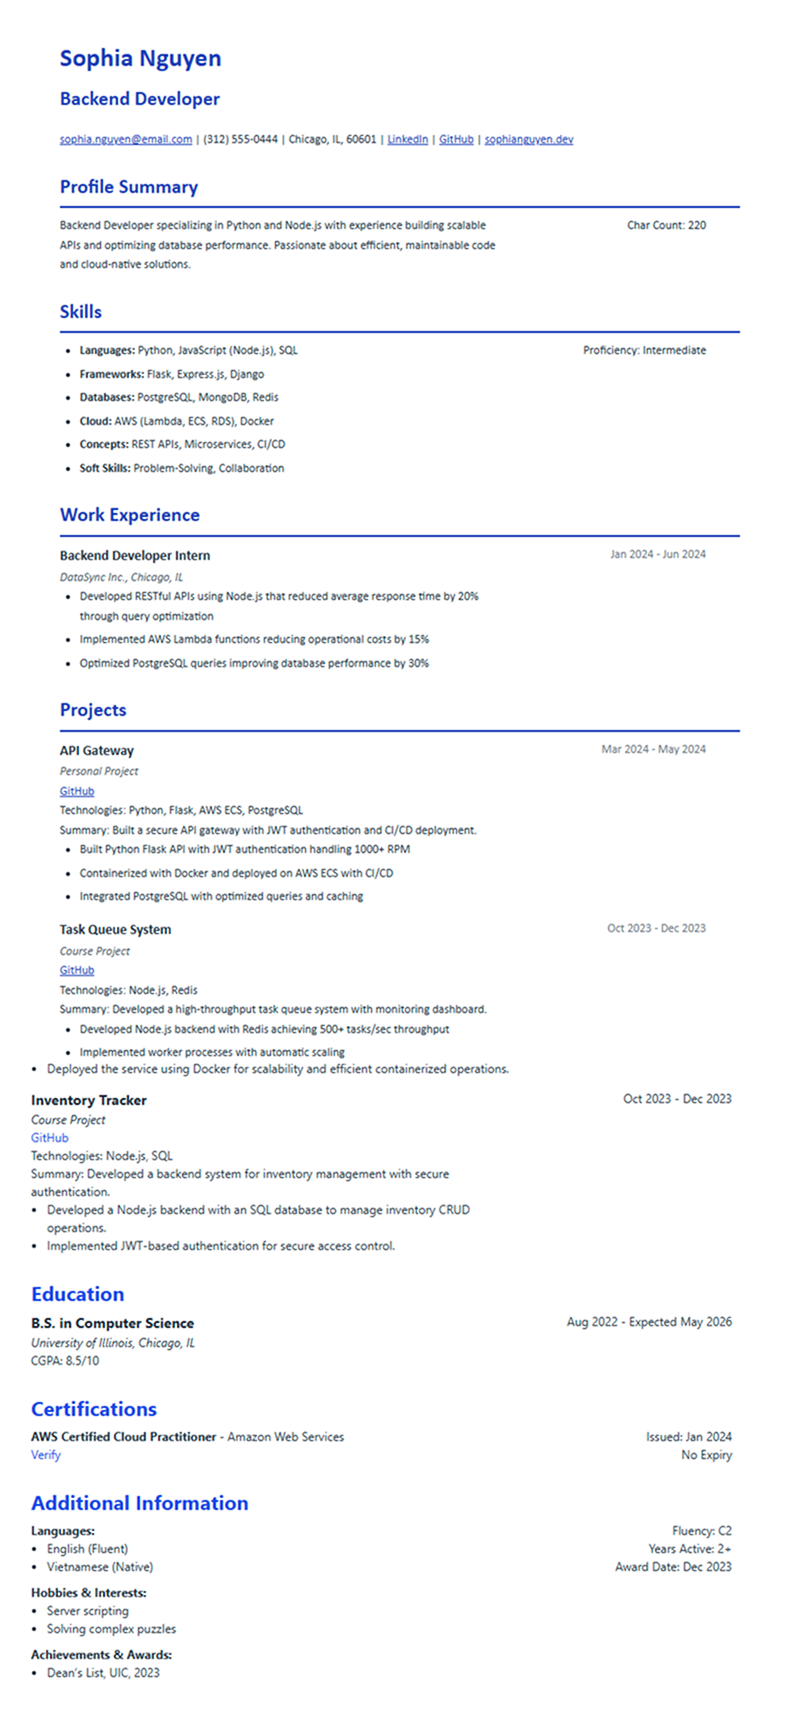 Sophia Nguyen
Backend Developer
sophia.nguyen@email.com | (312) 555-0444 | Chicago, IL, 60601 | LinkedIn | GitHub | sophianguyen.dev
Profile Summary
Backend Developer specializing in Python and Node.js with experience building scalable
Char Count: 220
APIs and optimizing database performance. Passionate about efficient, maintainable code
and cloud-native solutions.
Skills
• Languages: Python, JavaScript (Node.js), SQL
Proficiency: Intermediate
• Frameworks: Flask, Express.js, Django
• Databases: PostgreSQL, MongoDB, Redis
• Cloud: AWS (Lambda, ECS, RDS), Docker
• Concepts: REST APIs, Microservices, CI/CD
• Soft Skills: Problem-Solving, Collaboration
Work Experience
Backend Developer Intern
Jan 2024 - Jun 2024
DataSync Inc., Chicago, IL
• Developed RESTful APIs using Node.js that reduced average response time by 20%
through query optimization
• Implemented AWS Lambda functions reducing operational costs by 15%
• Optimized PostgreSQL queries improving database performance by 30%
Projects
API Gateway
Mar 2024 - May 2024
Personal Project
GitHub
Technologies: Python, Flask, AWS ECS, PostgreSQL
Summary: Built a secure API gateway with JWT authentication and CI/CD deployment.
• Built Python Flask API with JWT authentication handling 1000+ RPM
• Containerized with Docker and deployed on AWS ECS with CI/CD
• Integrated PostgreSQL with optimized queries and caching
Task Queue System
Oct 2023 - Dec 2023
Course Project
GitHub
Technologies: Node.js, Redis
Summary: Developed a high-throughput task queue system with monitoring dashboard.
• Developed Node.js backend with Redis achieving 500+ tasks/sec throughput
• Implemented worker processes with automatic scaling
• Deployed the service using Docker for scalability and efficient containerized operations.
Inventory Tracker
Oct 2023 - Dec 2023
Course Project
GitHub
Technologies: Node.js, SQL
Summary: Developed a backend system for inventory management with secure
authentication.
• Developed a Node.js backend with an SQL database to manage inventory CRUD
operations.
• Implemented JWT-based authentication for secure access control.
Education
B.S. in Computer Science
Aug 2022 - Expected May 2026
University of Illinois, Chicago, IL
CGPA: 8.5/10
Certifications
AWS Certified Cloud Practitioner - Amazon Web Services
Issued: Jan 2024
Verify
No Expiry
Additional Information
Languages:
Fluency: C2
• English (Fluent)
Years Active: 2+
• Vietnamese (Native)
Award Date: Dec 2023
Hobbies & Interests:
• Server scripting
• Solving complex puzzles
Achievements & Awards:
• Dean's List, UIC, 2023